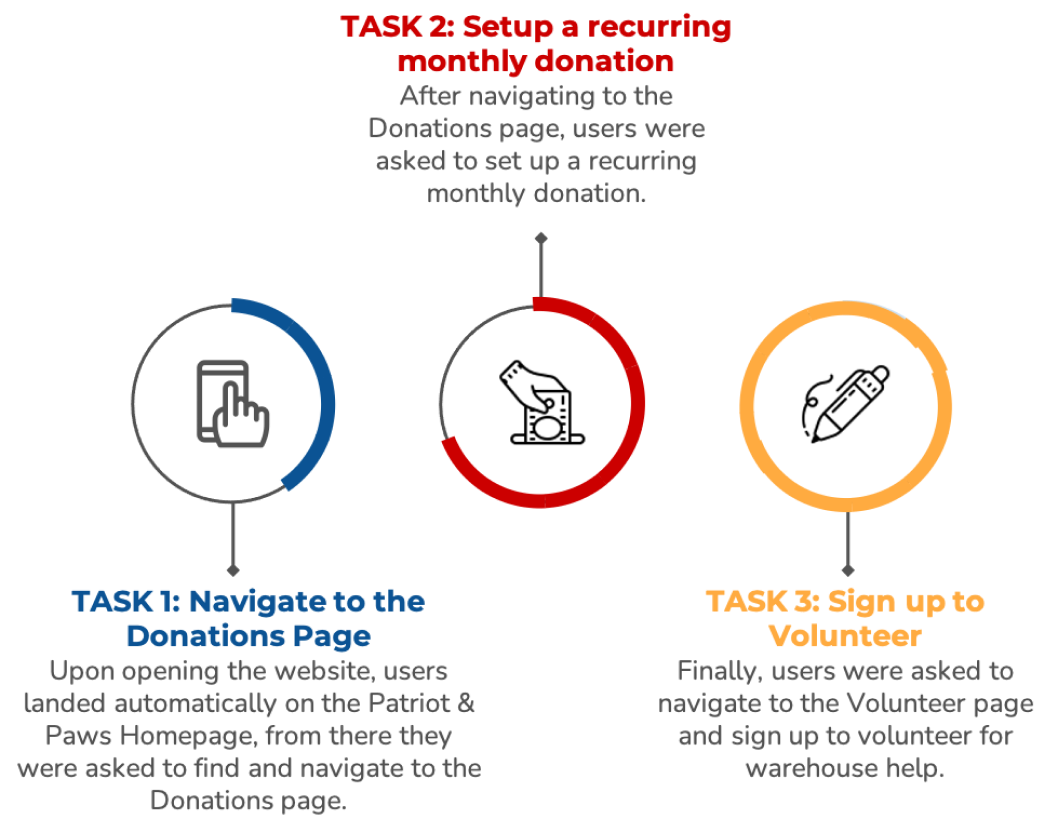 TASK 2: Setup a recurring
monthly donation
After navigating to the
Donations page, users were
asked to set up a recurring
monthly donation.
TASK 1: Navigate to the
Donations Page
Upon opening the website, users
landed automatically on the Patriot &
Paws Homepage, from there they
were asked to find and navigate to the
Donations page.
TASK 3: Sign up to
Volunteer
Finally, users were asked to
navigate to the Volunteer page
and sign up to volunteer for
warehouse help.